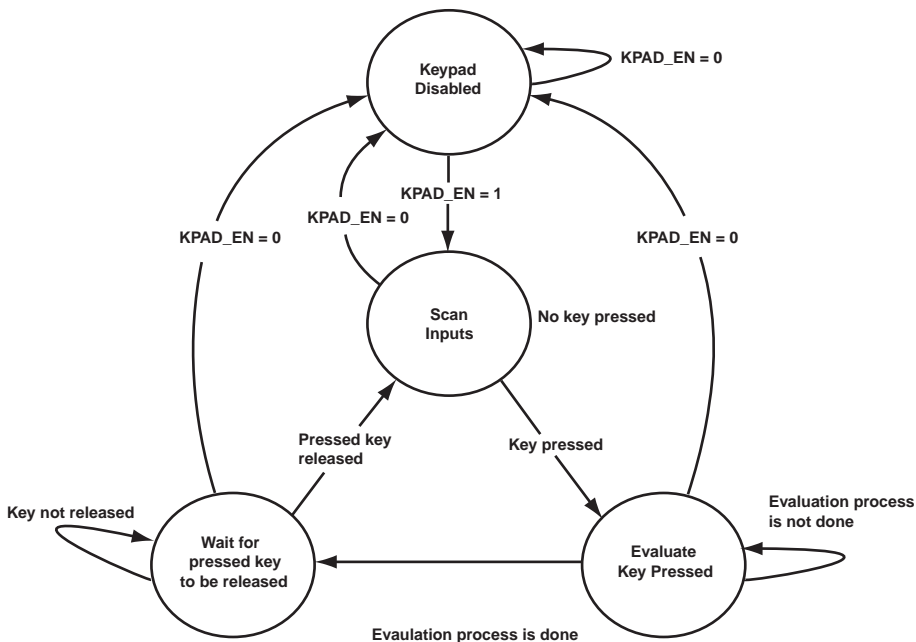 Keypad
Disabled
KPAD_EN = 0
KPAD_EN = 1
KPAD_EN = 0
KPAD_EN = 0
KPAD_EN = 0
Scan
Inputs
No key pressed
Pressed key
released
Key pressed
Key not released
Evaluation process
is not done
Wait for
pressed key
to be released
Evaluate
Key Pressed
Evaulation process is done